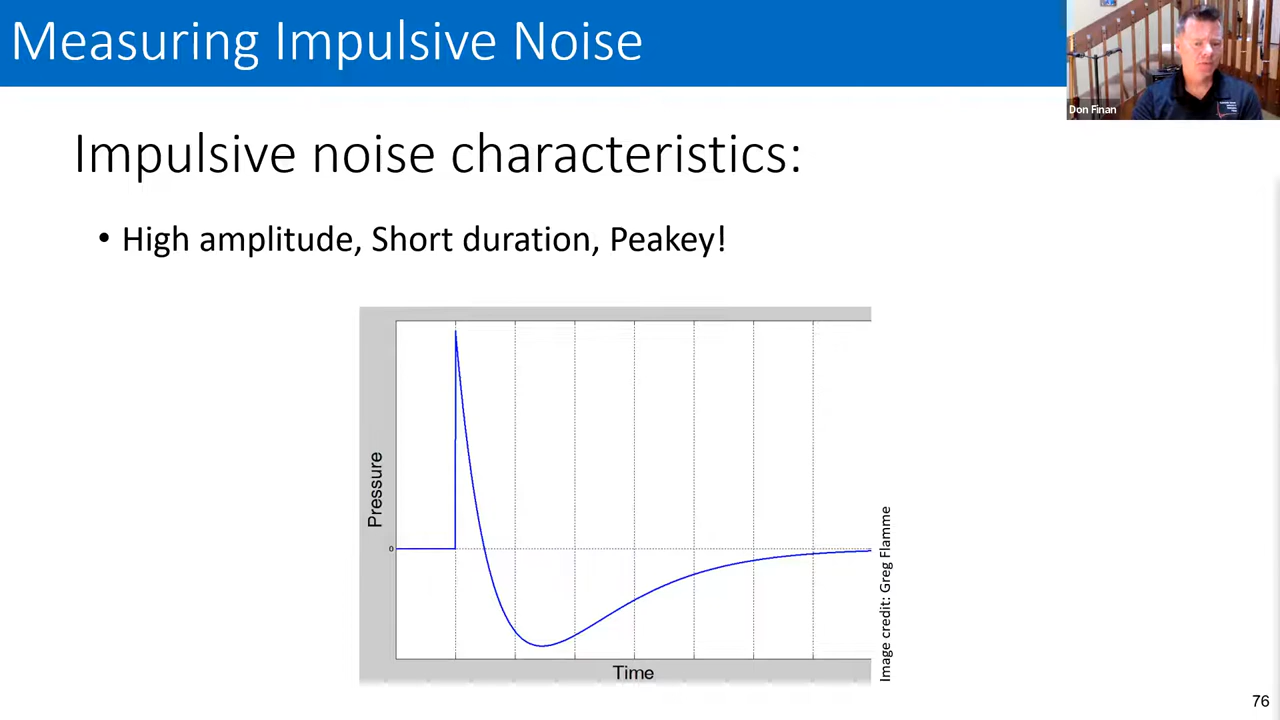 Measuring Impulsive Noise
Don Finan
Impulsive noise characteristics:
• High amplitude, Short duration, Peakey!
Pressure
0
Time
Image credit: Greg Flamme
76